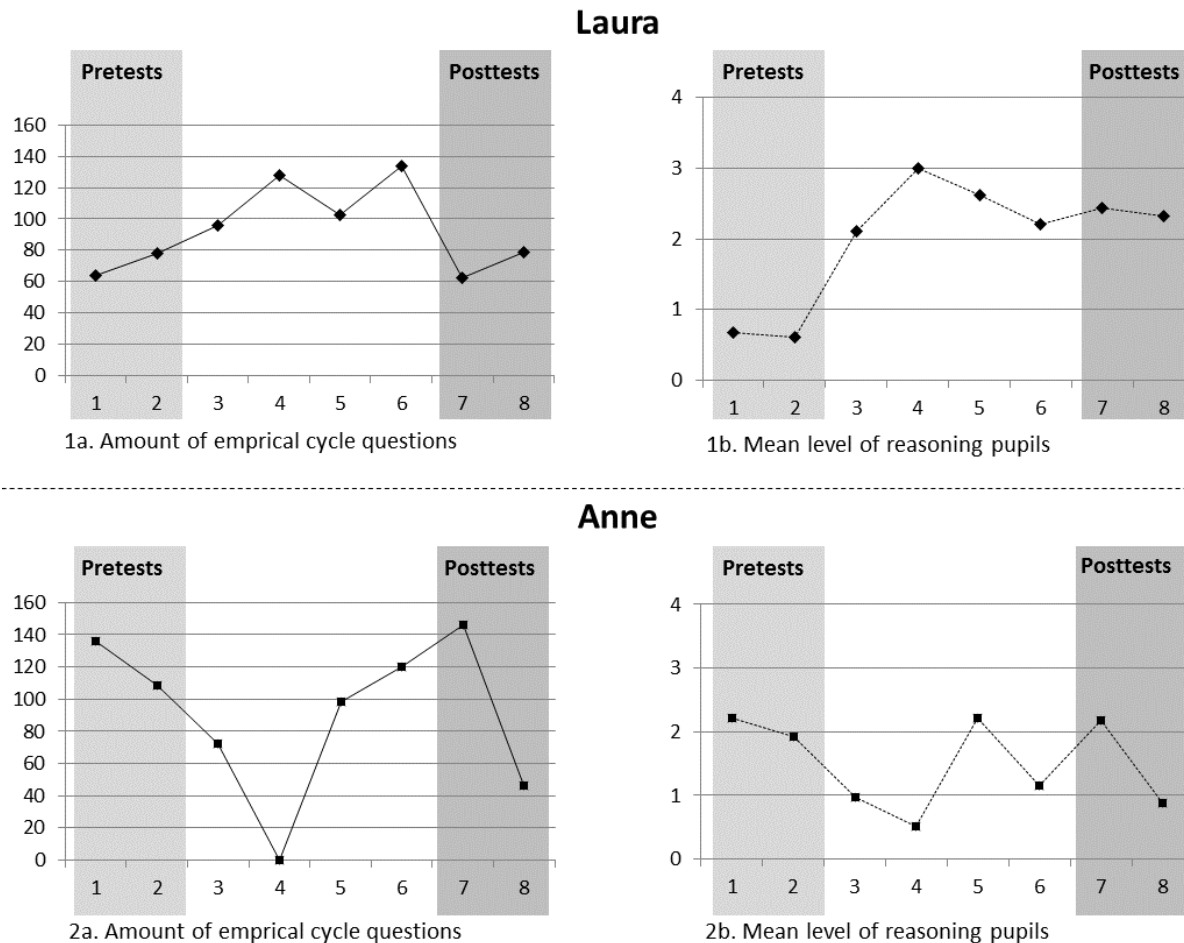 Laura
Pretests
Posttests
160
140
120
100
80
60
40
20
0
1 2 3 4 5 6 7 8
1a. Amount of emprical cycle questions
Pretests
Posttests
4
3
2
1
0
1 2 3 4 5 6 7 8
1b. Mean level of reasoning pupils
Anne
Pretests
Posttests
160
140
120
100
80
60
40
20
0
1 2 3 4 5 6 7 8
2a. Amount of emprical cycle questions
Pretests
Posttests
4
3
2
1
0
1 2 3 4 5 6 7 8
2b. Mean level of reasoning pupils